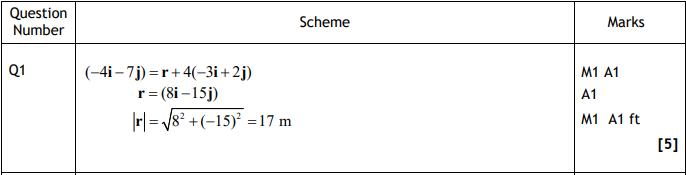 Question Number Scheme Marks
Q1 (−4i − 7j) = r + 4(−3i + 2j) M1 A1
r = (8i − 15j) A1
|r| = √(8² + (−15)²) = 17 m M1 A1 ft
[5]